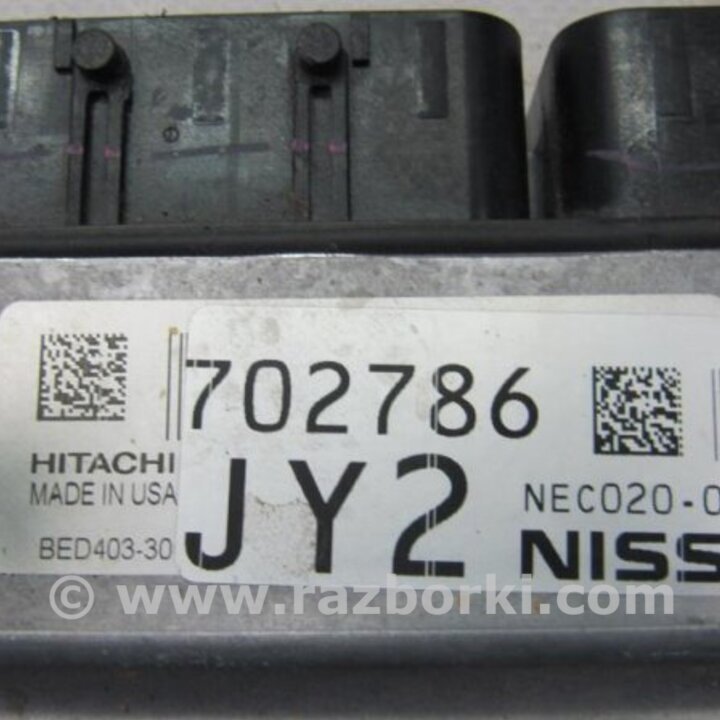 702786
HITACHI
MADE IN USA
JY2
NEC020-0
BED403-30
NISS
© www.razborki.com